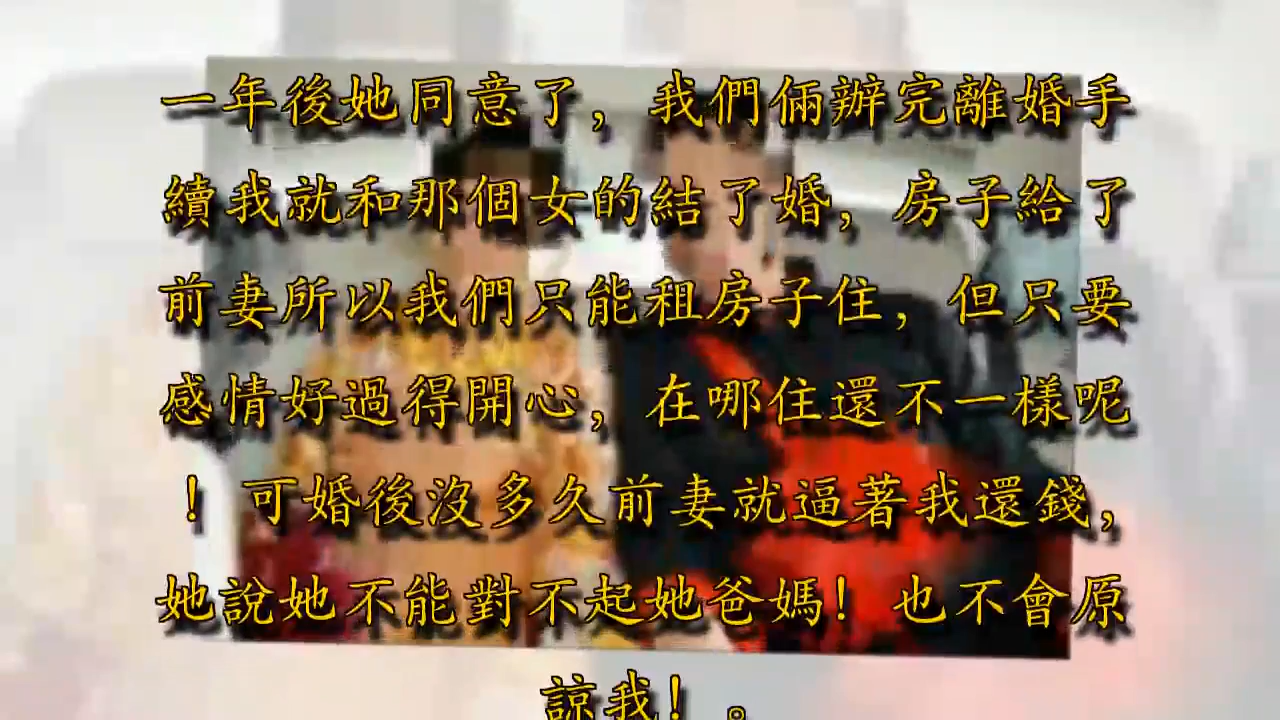 一年後她同意了，我們倆辦完離婚手
續我就和那個女的結了婚，房子給了
前妻所以我們只能租房子住，但只要
感情好過得開心，在哪住還不一樣呢
！可婚後沒多久前妻就逼著我還錢，
她說她不能對不起她爸媽！也不會原
諒我！。